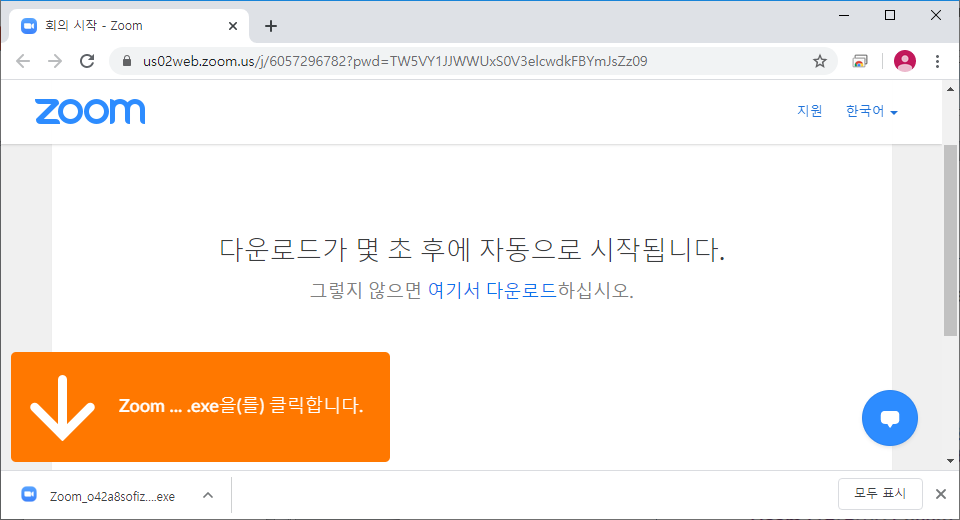 회의 시작 - Zoom
us02web.zoom.us/j/6057296782?pwd=TW5VY1JJWWUxS0V3elcwdkFBYmJsZz09
zoom
지원 한국어
다운로드가 몇 초 후에 자동으로 시작됩니다.
그렇지 않으면 여기서 다운로드하십시오.
Zoom ... .exe을(를) 클릭합니다.
Zoom_o42a8sofiz....exe
모두 표시